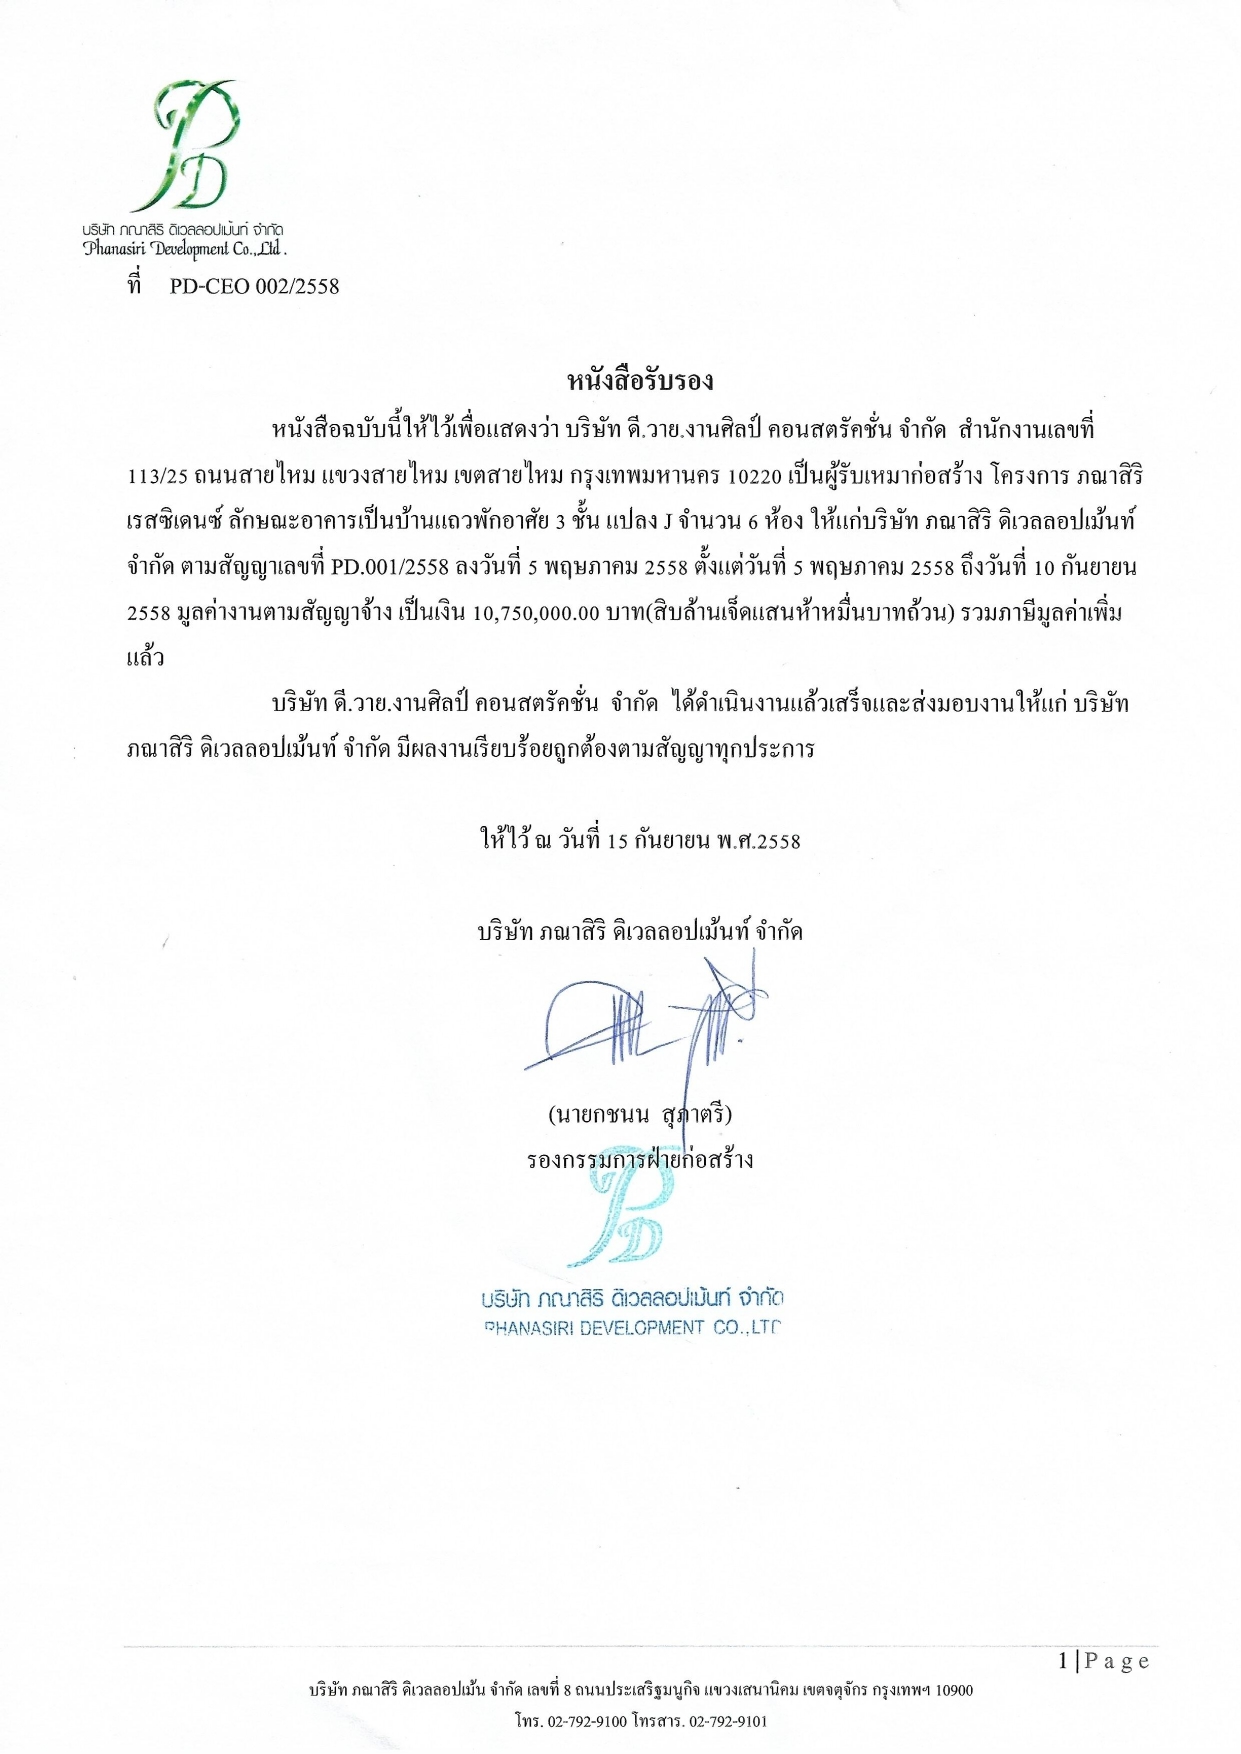 PD
บริษัท ภณาสิริ ดิเวลลอปเม้นท์ จำกัด
Phanasiri Development Co.,Ltd.
ที่ PD-CEO 002/2558
หนังสือรับรอง
หนังสือฉบับนี้ให้ไว้เพื่อแสดงว่า บริษัท ดี.วาย.งานศิลป์ คอนสตรัคชั่น จำกัด สำนักงานเลขที่
113/25 ถนนสายไหม แขวงสายไหม เขตสายไหม กรุงเทพมหานคร 10220 เป็นผู้รับเหมาก่อสร้าง โครงการ ภณาสิริ
เรสซิเดนซ์ ลักษณะอาคารเป็นบ้านแถวพักอาศัย 3 ชั้น แปลง J จำนวน 6 ห้อง ให้แก่บริษัท ภณาสิริ ดิเวลลอปเม้นท์
จำกัด ตามสัญญาเลขที่ PD.001/2558 ลงวันที่ 5 พฤษภาคม 2558 ตั้งแต่วันที่ 5 พฤษภาคม 2558 ถึงวันที่ 10 กันยายน
2558 มูลค่างานตามสัญญาจ้าง เป็นเงิน 10,750,000.00 บาท(สิบล้านเจ็ดแสนห้าหมื่นบาทถ้วน) รวมภาษีมูลค่าเพิ่ม
แล้ว
บริษัท ดี.วาย.งานศิลป์ คอนสตรัคชั่น จำกัด ได้ดำเนินงานแล้วเสร็จและส่งมอบงานให้แก่ บริษัท
ภณาสิริ ดิเวลลอปเม้นท์ จำกัด มีผลงานเรียบร้อยถูกต้องตามสัญญาทุกประการ
ให้ไว้ ณ วันที่ 15 กันยายน พ.ศ.2558
บริษัท ภณาสิริ ดิเวลลอปเม้นท์ จำกัด
(นายกชนน สุภาตรี)
รองกรรมการฝ่ายก่อสร้าง
PD
บริษัท ภณาสิริ ดิเวลลอปเม้นท์ จำกัด
PHANASIRI DEVELOPMENT CO.,LTD
1 | P a g e
บริษัท ภณาสิริ ดิเวลลอปเม้น จำกัด เลขที่ 8 ถนนประเสริฐมนูกิจ แขวงเสนานิคม เขตจตุจักร กรุงเทพฯ 10900
โทร. 02-792-9100 โทรสาร. 02-792-9101